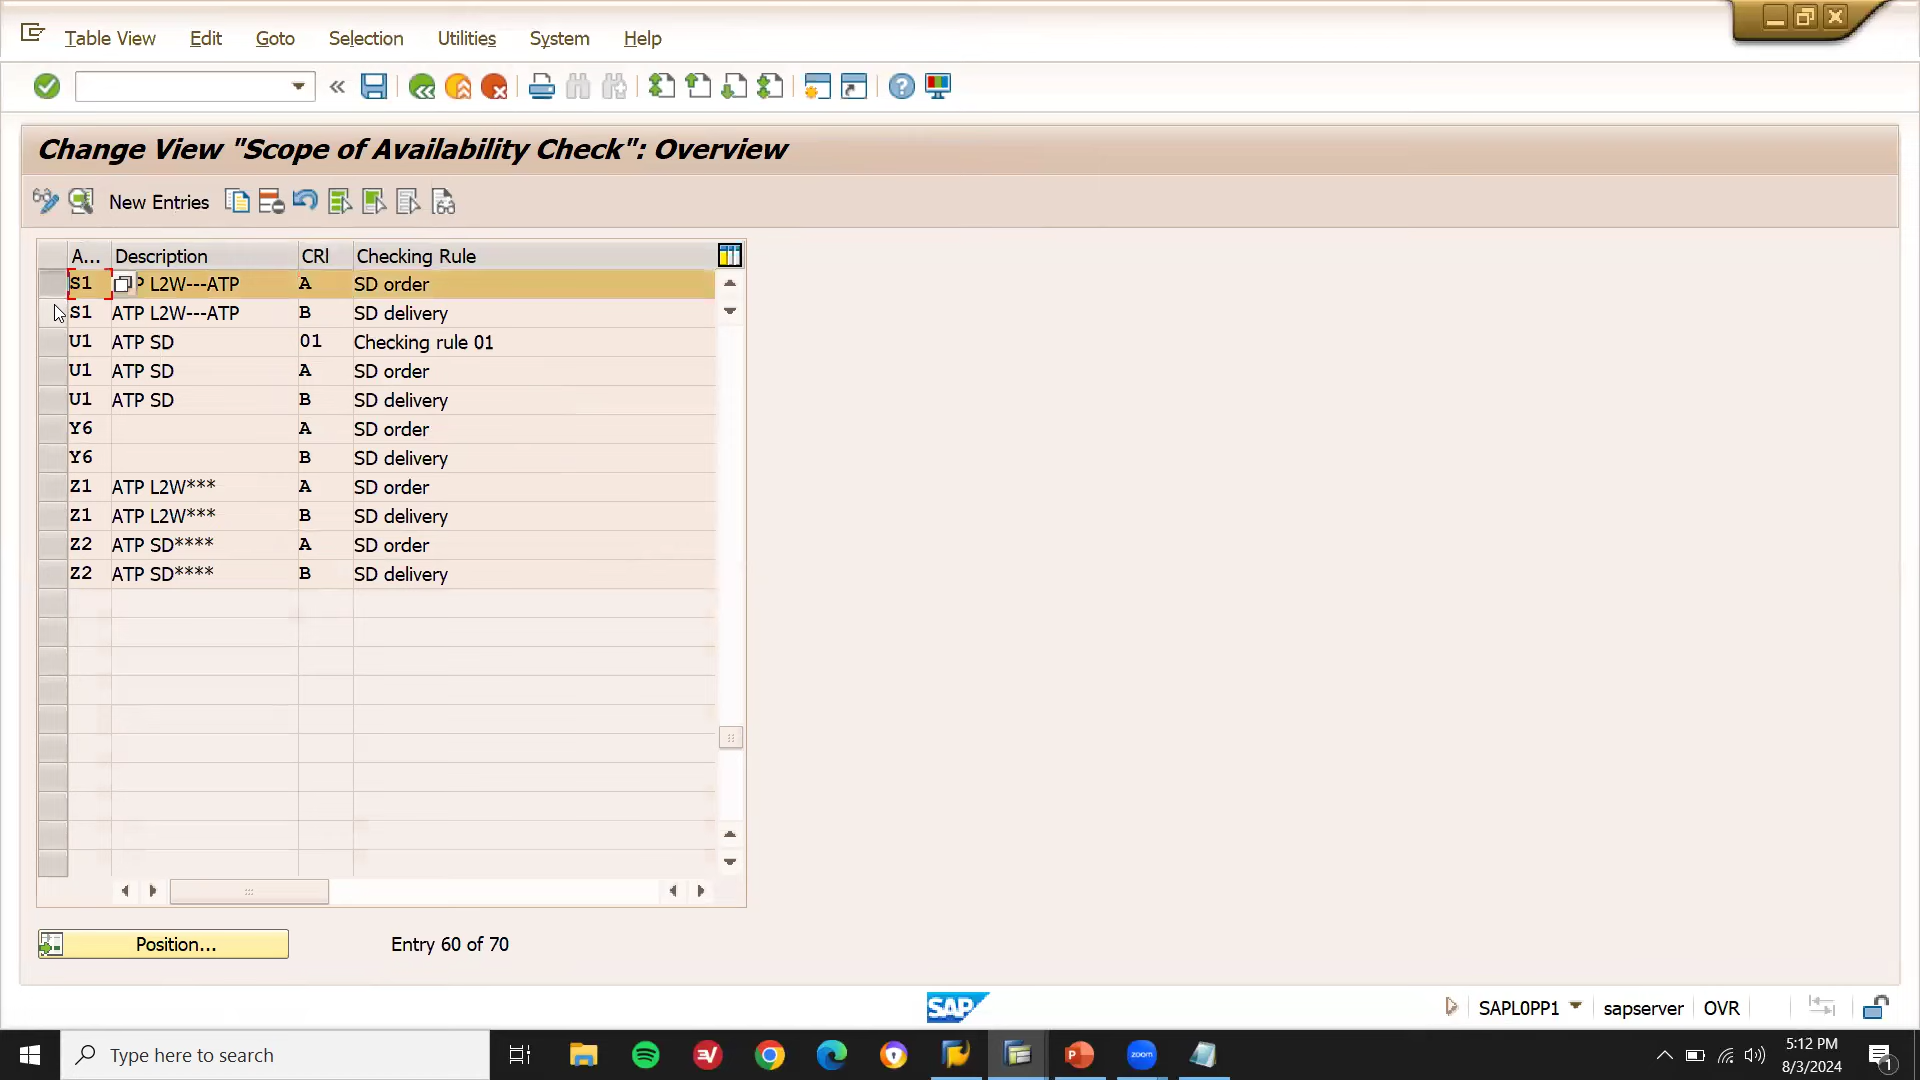 Table View Edit Goto Selection Utilities System Help
Change View "Scope of Availability Check": Overview
New Entries
A... Description CRl Checking Rule
S1 P L2W---ATP A SD order
S1 ATP L2W---ATP B SD delivery
U1 ATP SD 01 Checking rule 01
U1 ATP SD A SD order
U1 ATP SD B SD delivery
Y6 A SD order
Y6 B SD delivery
Z1 ATP L2W*** A SD order
Z1 ATP L2W*** B SD delivery
Z2 ATP SD**** A SD order
Z2 ATP SD**** B SD delivery
Position... Entry 60 of 70
SAP SAPL0PP1 sapserver OVR
Type here to search
P zoom
5:12 PM
8/3/2024
1